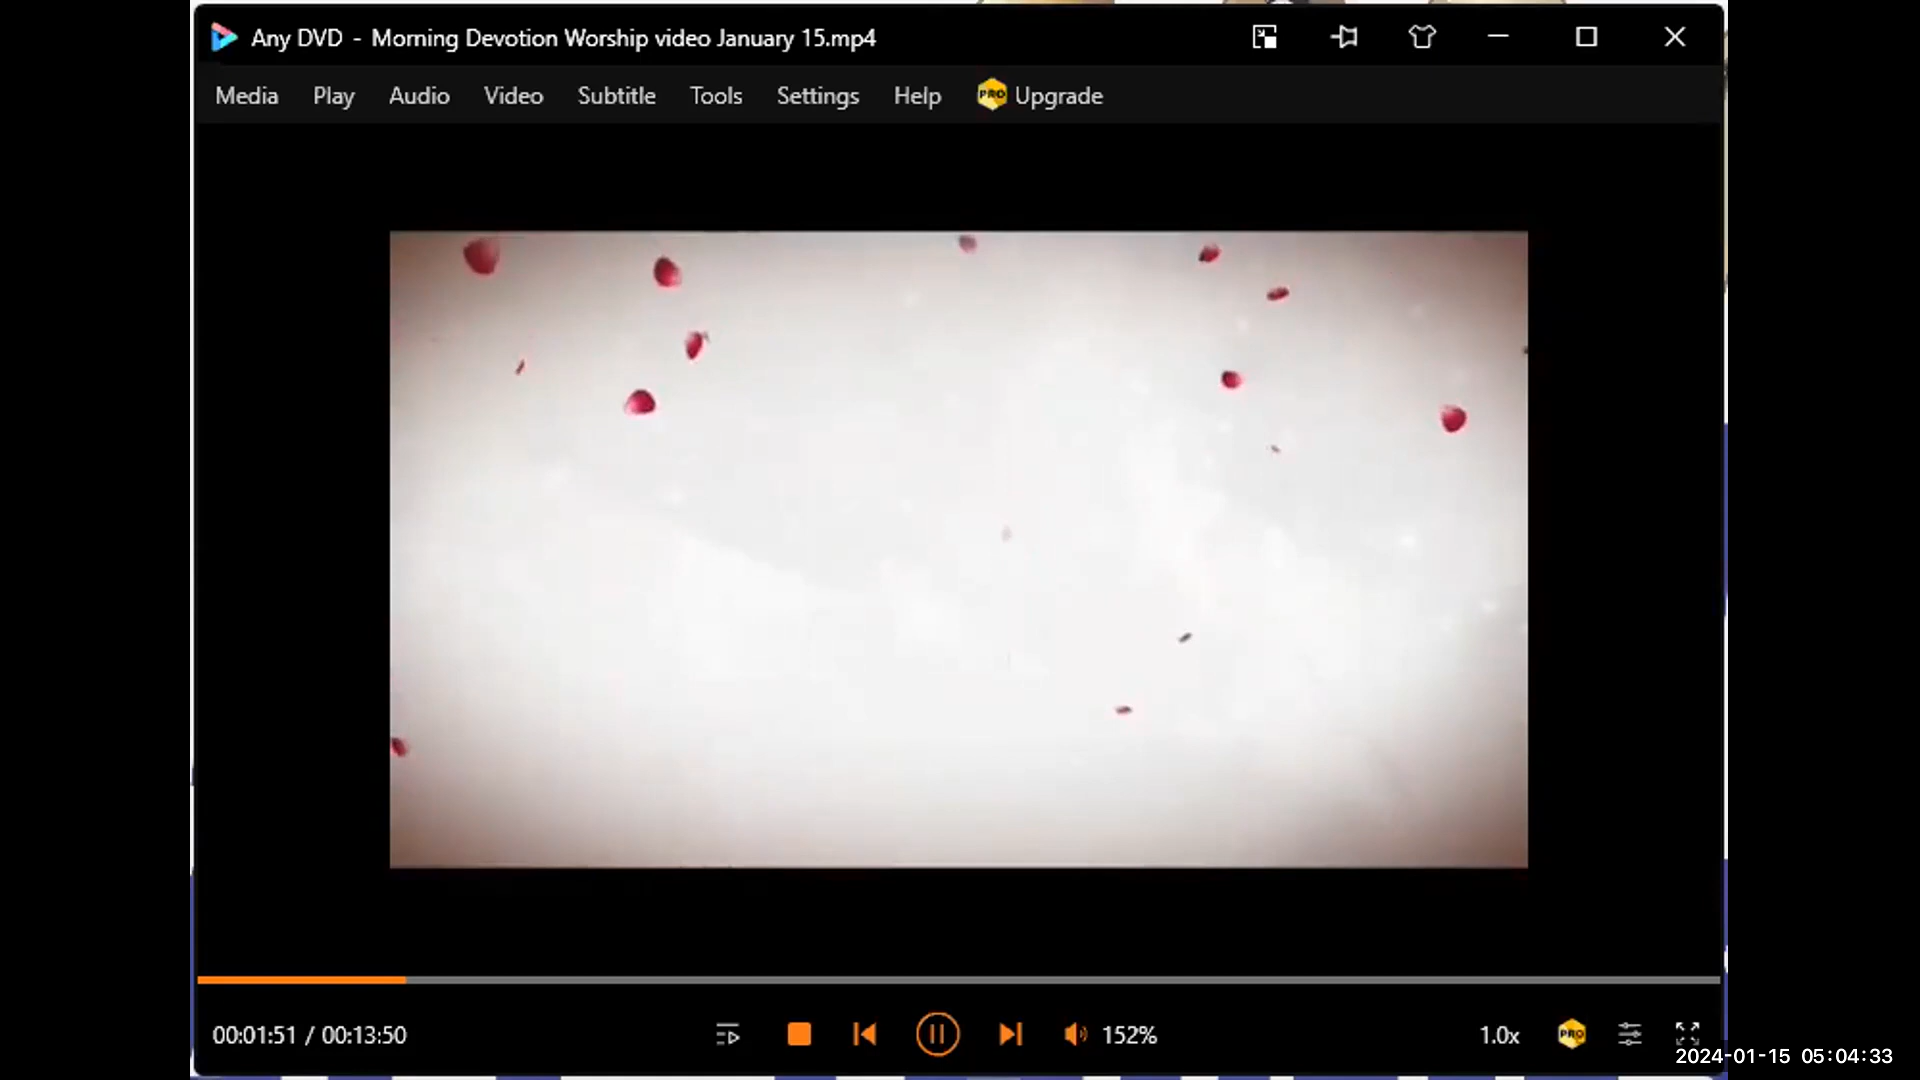 Any DVD - Morning Devotion Worship video January 15.mp4
Media Play Audio Video Subtitle Tools Settings Help PRO Upgrade
00:01:51 / 00:13:50 152% 1.0x PRO
2024-01-15 05:04:33